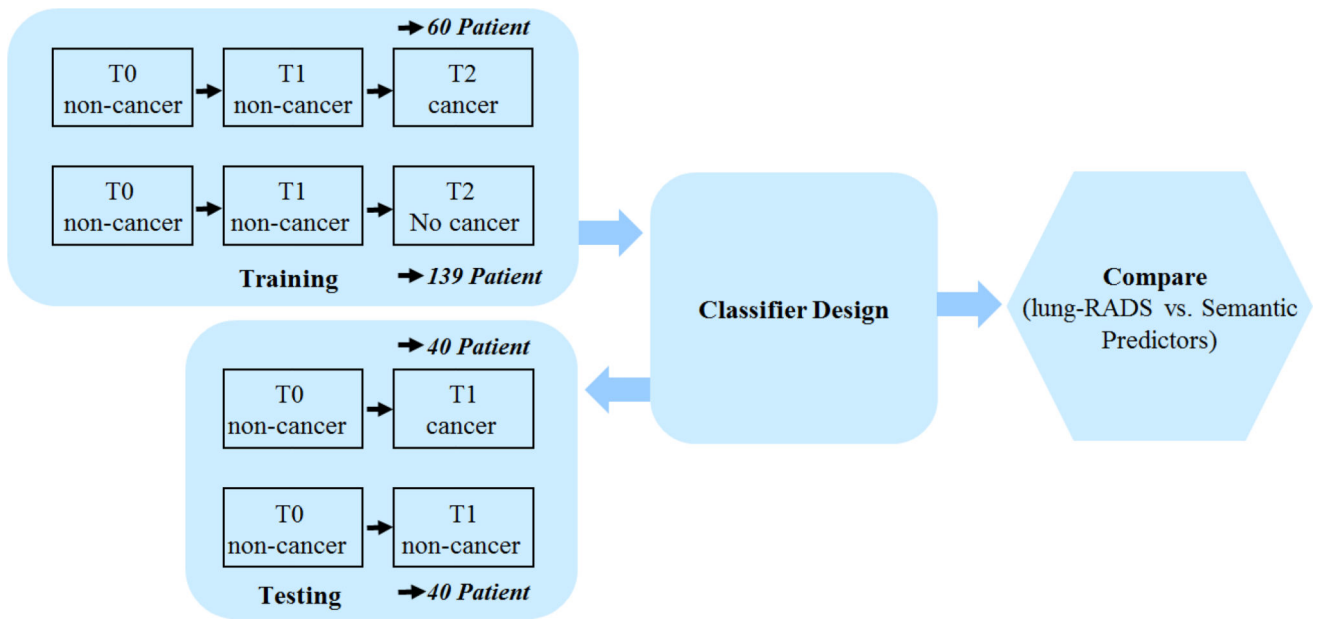 60 Patient
T0
non-cancer
T1
non-cancer
T2
cancer
T0
non-cancer
T1
non-cancer
T2
No cancer
Training
139 Patient
40 Patient
T0
non-cancer
T1
cancer
T0
non-cancer
T1
non-cancer
Testing
40 Patient
Classifier Design
Compare
(lung-RADS vs. Semantic
Predictors)